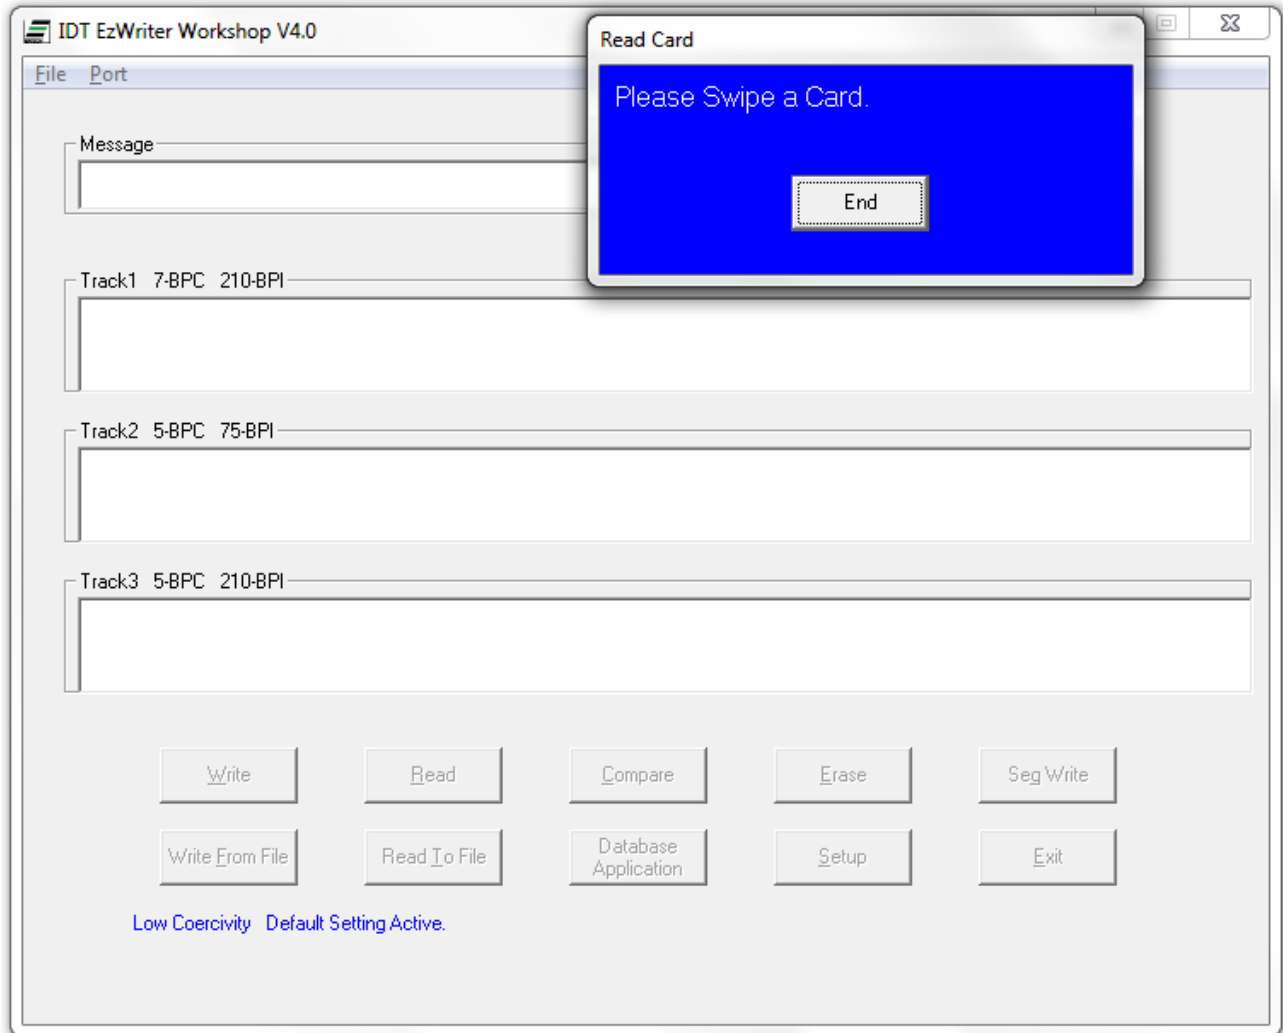 IDT EzWriter Workshop V4.0
File Port
Read Card
Please Swipe a Card.
End
Message
Track1 7-BPC 210-BPI
Track2 5-BPC 75-BPI
Track3 5-BPC 210-BPI
Write Read Compare Erase Seg Write
Write From File Read To File Database Application Setup Exit
Low Coercivity Default Setting Active.